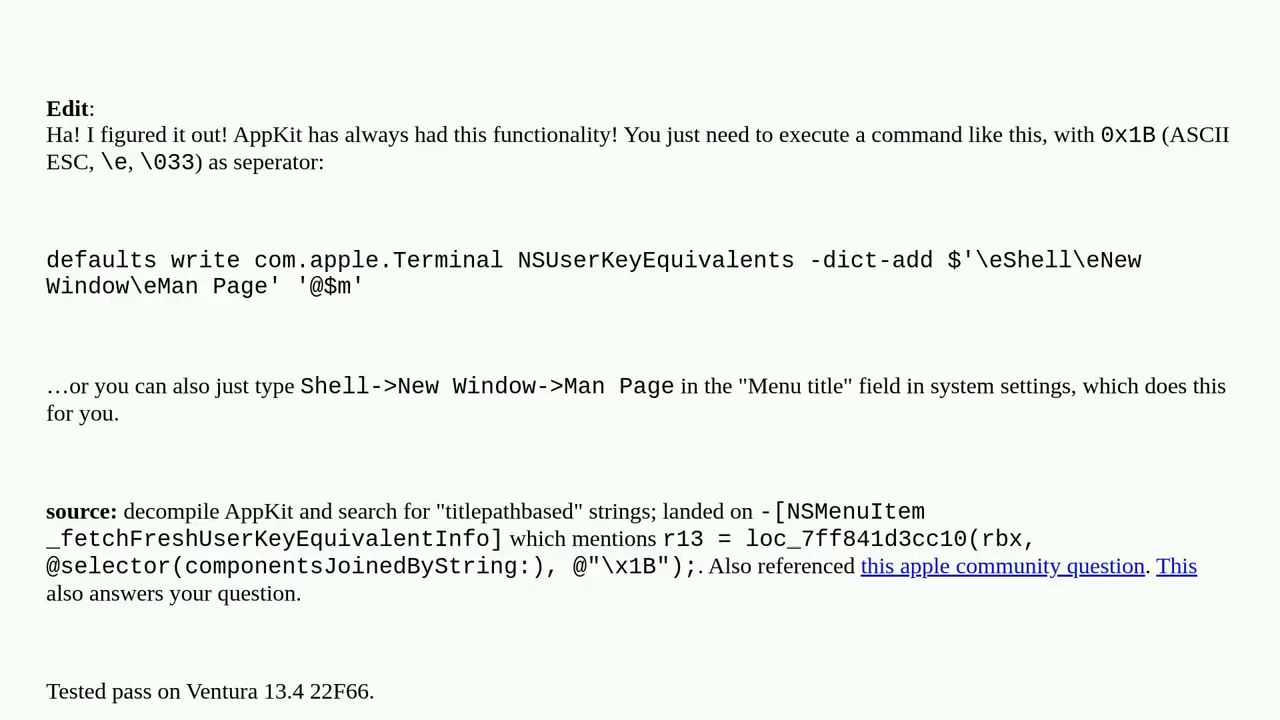 Edit:
Ha! I figured it out! AppKit has always had this functionality! You just need to execute a command like this, with 0x1B (ASCII
ESC, \e, \033) as seperator:
defaults write com.apple.Terminal NSUserKeyEquivalents -dict-add $'\eShell\eNew
Window\eMan Page' '@$m'
…or you can also just type Shell->New Window->Man Page in the "Menu title" field in system settings, which does this
for you.
source: decompile AppKit and search for "titlepathbased" strings; landed on -[NSMenuItem
_fetchFreshUserKeyEquivalentInfo] which mentions r13 = loc_7ff841d3cc10(rbx,
@selector(componentsJoinedByString:), @"\x1B");. Also referenced this apple community question. This
also answers your question.
Tested pass on Ventura 13.4 22F66.